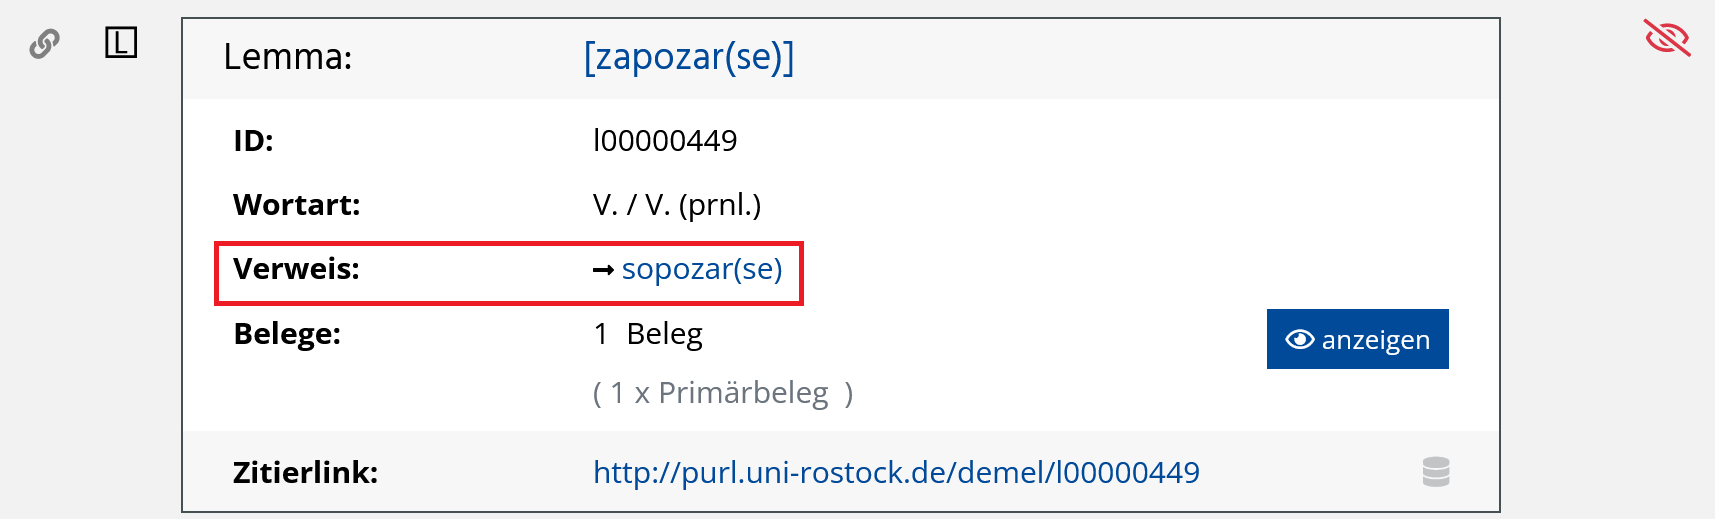 L
Lemma: [zapozar(se)]
ID: l00000449
Wortart: V. / V. (prnl.)
Verweis: ➞ sopozar(se)
Belege: 1 Beleg
anzeigen
( 1 x Primärbeleg )
Zitierlink: http://purl.uni-rostock.de/demel/l00000449